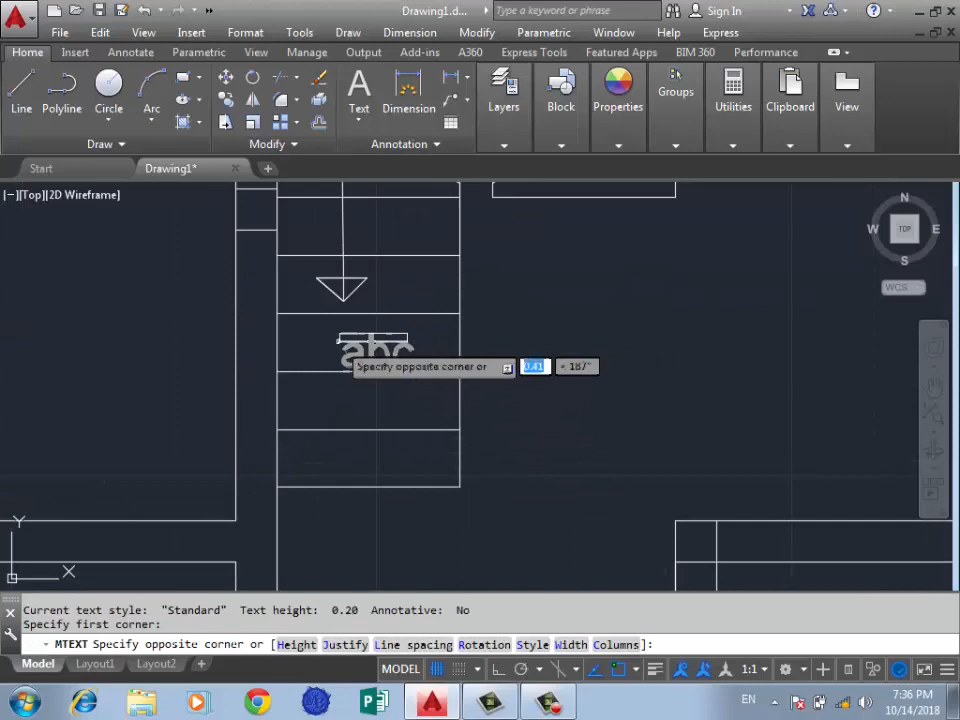 Drawing1.d...
Type a keyword or phrase
Sign In
File
Edit
View
Insert
Format
Tools
Draw
Dimension
Modify
Parametric
Window
Help
Express
Home
Insert
Annotate
Parametric
View
Manage
Output
Add-ins
A360
Express Tools
Featured Apps
BIM 360
Performance
Line
Polyline
Circle
Arc
Text
Dimension
Layers
Block
Properties
Groups
Utilities
Clipboard
View
Draw
Modify
Annotation
Start
Drawing1*
[−][Top][2D Wireframe]
N
W
TOP
E
S
WCS
abc
Specify opposite corner or
0.41
< 187°
Y
X
Current text style: "Standard" Text height: 0.20 Annotative: No
Specify first corner:
MTEXT Specify opposite corner or [Height Justify Line spacing Rotation Style Width Columns]:
Model
Layout1
Layout2
MODEL
1:1
EN
7:36 PM
10/14/2018